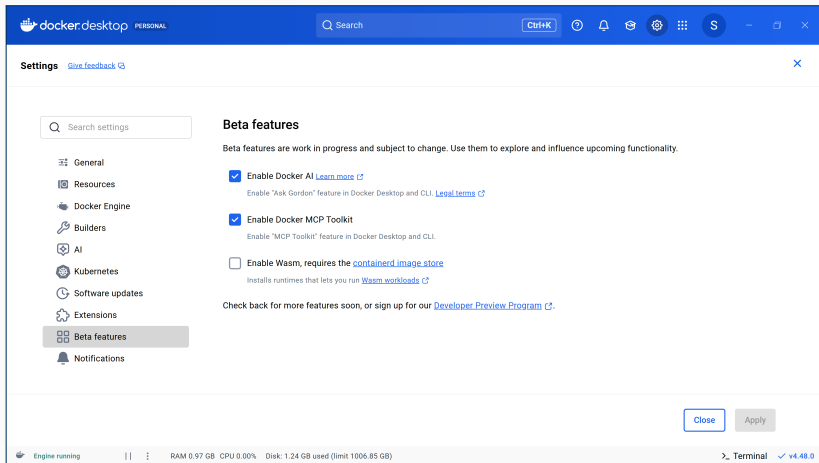 docker.desktop PERSONAL Search Ctrl+K S
Settings Give feedback
Search settings
General
Resources
Docker Engine
Builders
AI
Kubernetes
Software updates
Extensions
Beta features
Notifications
Beta features
Beta features are work in progress and subject to change. Use them to explore and influence upcoming functionality.
Enable Docker AI Learn more
Enable "Ask Gordon" feature in Docker Desktop and CLI. Legal terms
Enable Docker MCP Toolkit
Enable "MCP Toolkit" feature in Docker Desktop and CLI.
Enable Wasm, requires the containerd image store
Installs runtimes that lets you run Wasm workloads
Check back for more features soon, or sign up for our Developer Preview Program.
Close Apply
Engine running RAM 0.97 GB CPU 0.00% Disk: 1.24 GB used (limit 1006.85 GB) Terminal v4.48.0